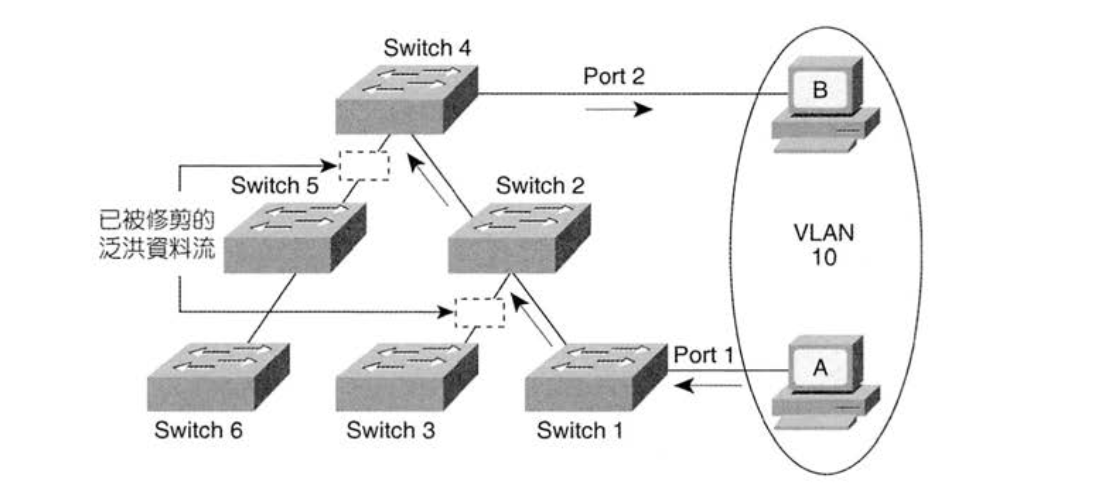 Switch 4
Port 2
B
Switch 5
Switch 2
已被修剪的
泛洪資料流
VLAN
10
Port 1
A
Switch 6
Switch 3
Switch 1